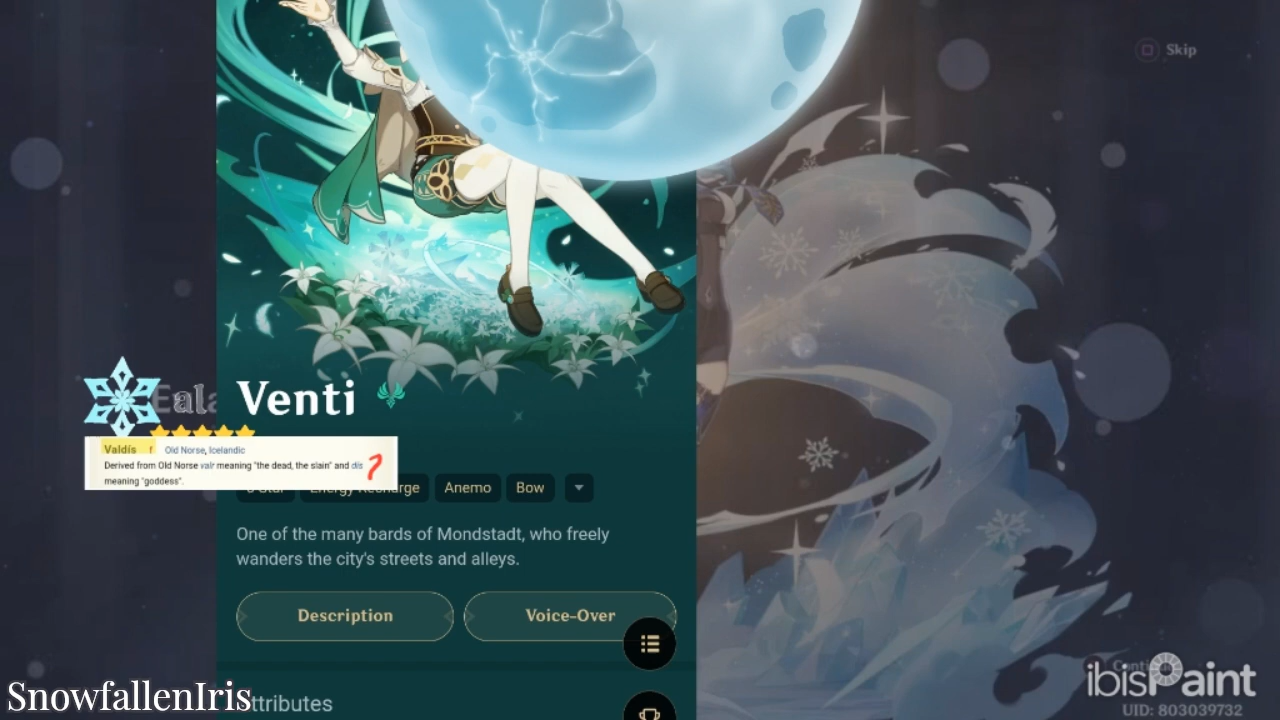 Skip
Venti
Valdís f Old Norse, Icelandic
Derived from Old Norse valr meaning "the dead, the slain" and dís ?
meaning "goddess".
Anemo
Bow
One of the many bards of Mondstadt, who freely
wanders the city's streets and alleys.
Description
Voice-Over
SnowfallenIris
ttributes
ibisPaint
UID: 803039732